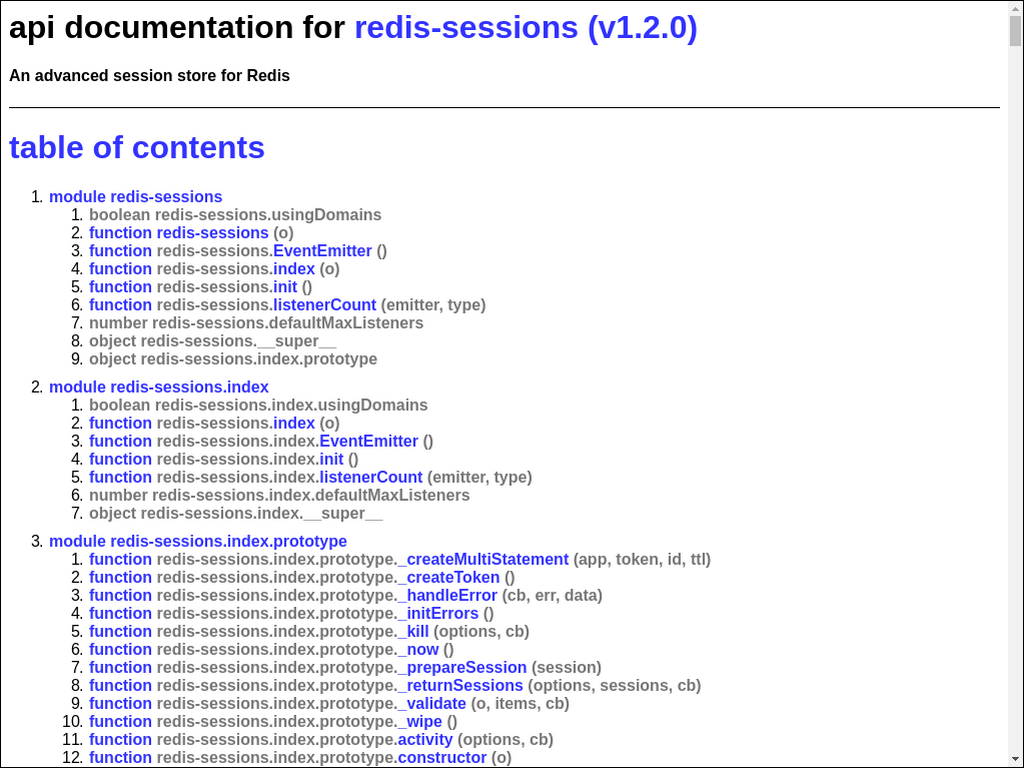 api documentation for redis-sessions (v1.2.0)
An advanced session store for Redis
table of contents
1. module redis-sessions
1. boolean redis-sessions.usingDomains
2. function redis-sessions (o)
3. function redis-sessions.EventEmitter ()
4. function redis-sessions.index (o)
5. function redis-sessions.init ()
6. function redis-sessions.listenerCount (emitter, type)
7. number redis-sessions.defaultMaxListeners
8. object redis-sessions.__super__
9. object redis-sessions.index.prototype
2. module redis-sessions.index
1. boolean redis-sessions.index.usingDomains
2. function redis-sessions.index (o)
3. function redis-sessions.index.EventEmitter ()
4. function redis-sessions.index.init ()
5. function redis-sessions.index.listenerCount (emitter, type)
6. number redis-sessions.index.defaultMaxListeners
7. object redis-sessions.index.__super__
3. module redis-sessions.index.prototype
1. function redis-sessions.index.prototype._createMultiStatement (app, token, id, ttl)
2. function redis-sessions.index.prototype._createToken ()
3. function redis-sessions.index.prototype._handleError (cb, err, data)
4. function redis-sessions.index.prototype._initErrors ()
5. function redis-sessions.index.prototype._kill (options, cb)
6. function redis-sessions.index.prototype._now ()
7. function redis-sessions.index.prototype._prepareSession (session)
8. function redis-sessions.index.prototype._returnSessions (options, sessions, cb)
9. function redis-sessions.index.prototype._validate (o, items, cb)
10. function redis-sessions.index.prototype._wipe ()
11. function redis-sessions.index.prototype.activity (options, cb)
12. function redis-sessions.index.prototype.constructor (o)